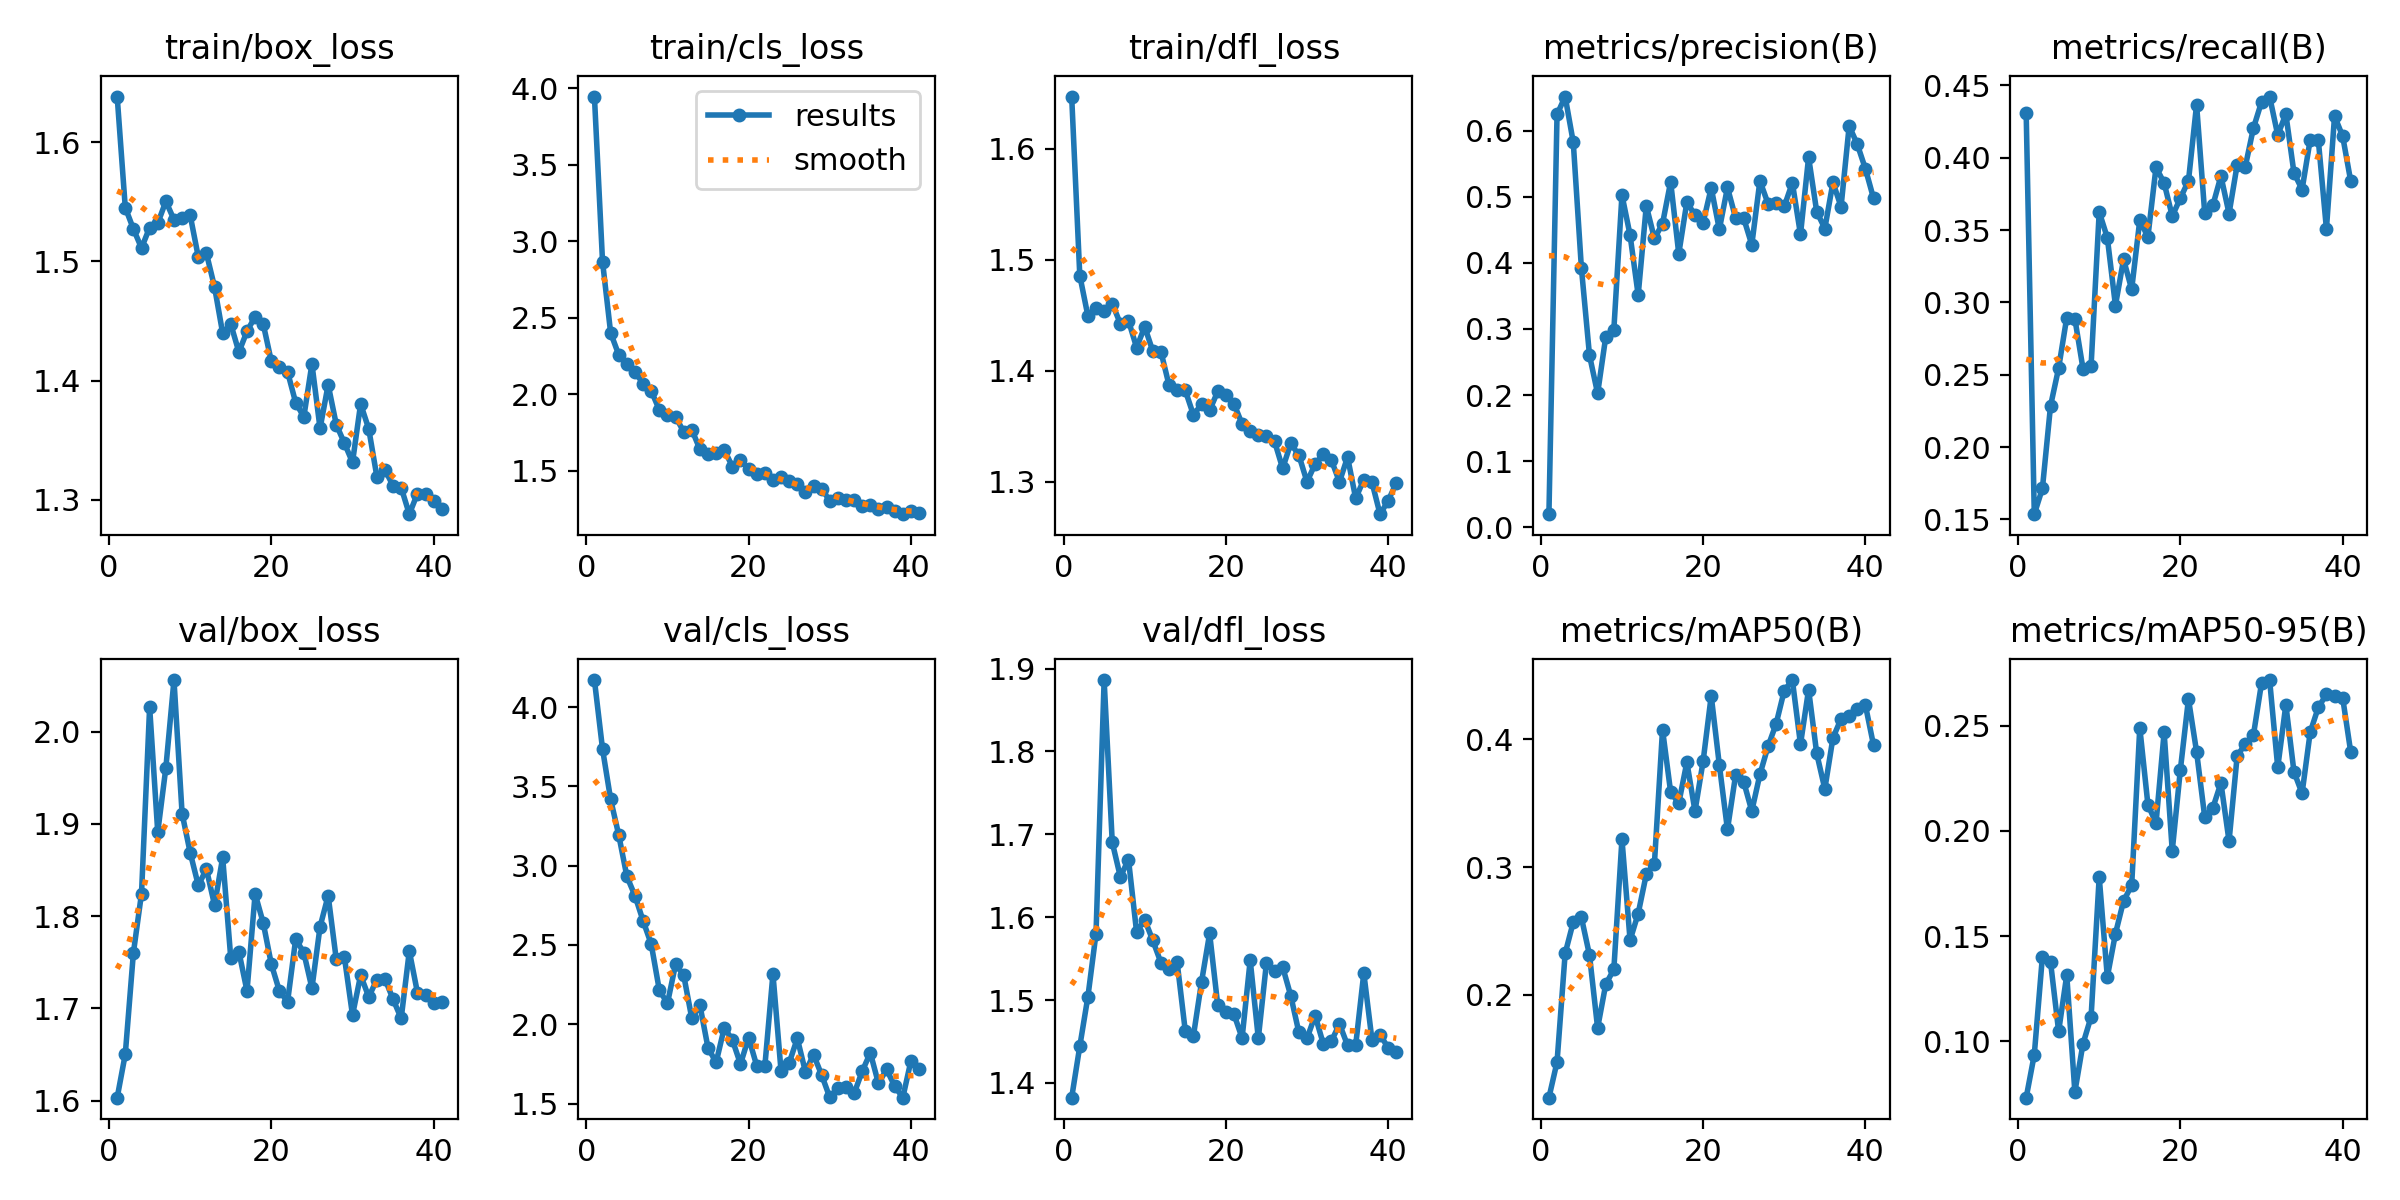 train/box_loss
train/cls_loss
train/dfl_loss
metrics/precision(B)
metrics/recall(B)
1.6
1.5
1.4
1.3
0 20 40
4.0
3.5
3.0
2.5
2.0
1.5
results
smooth
0 20 40
1.6
1.5
1.4
1.3
0 20 40
0.6
0.5
0.4
0.3
0.2
0.1
0.0
0 20 40
0.45
0.40
0.35
0.30
0.25
0.20
0.15
0 20 40
val/box_loss
val/cls_loss
val/dfl_loss
metrics/mAP50(B)
metrics/mAP50-95(B)
2.0
1.9
1.8
1.7
1.6
0 20 40
4.0
3.5
3.0
2.5
2.0
1.5
0 20 40
1.9
1.8
1.7
1.6
1.5
1.4
0 20 40
0.4
0.3
0.2
0 20 40
0.25
0.20
0.15
0.10
0 20 40